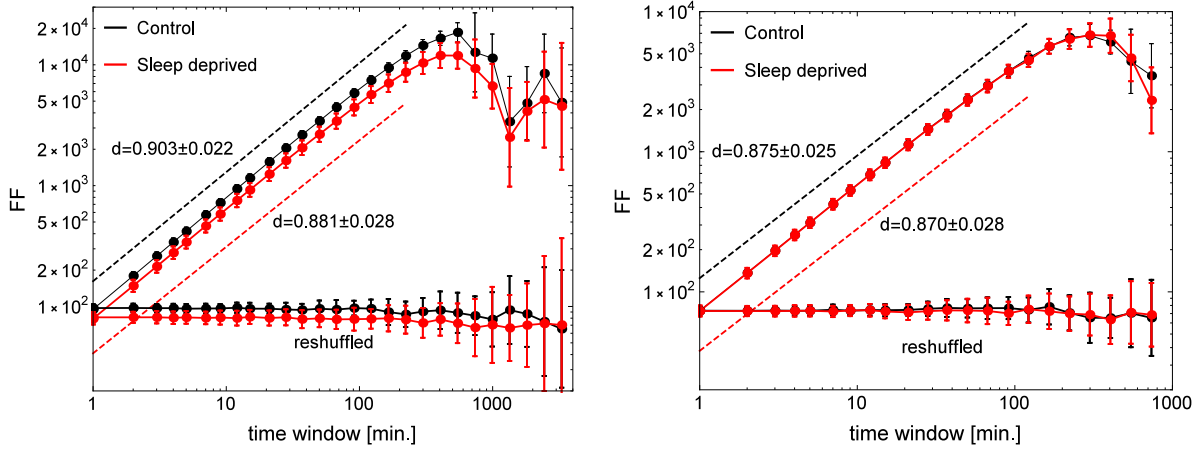 2 × 10⁴
1 × 10⁴
5 × 10³
2 × 10³
1 × 10³
5 × 10²
2 × 10²
1 × 10²
FF
Control
Sleep deprived
d=0.903±0.022
d=0.881±0.028
reshuffled
1 10 100 1000
time window [min.]
1 × 10⁴
5 × 10³
2 × 10³
1 × 10³
5 × 10²
2 × 10²
1 × 10²
FF
Control
Sleep deprived
d=0.875±0.025
d=0.870±0.028
reshuffled
1 10 100 1000
time window [min.]